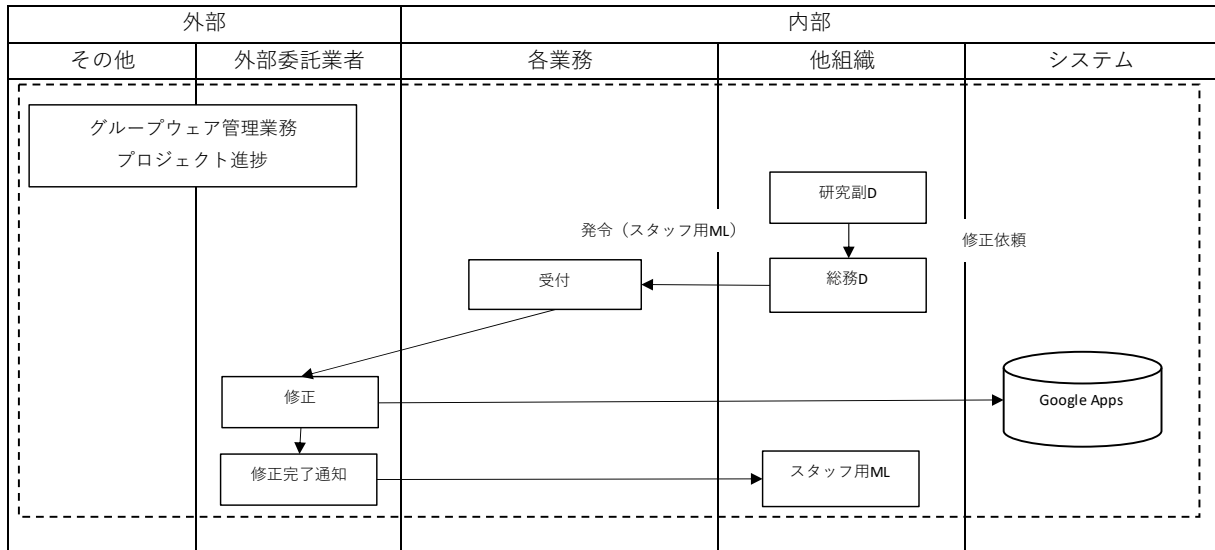 外部
内部
その他
外部委託業者
各業務
他組織
システム
グループウェア管理業務
プロジェクト進捗
研究副D
発令（スタッフ用ML）
修正依頼
受付
総務D
修正
Google Apps
修正完了通知
スタッフ用ML